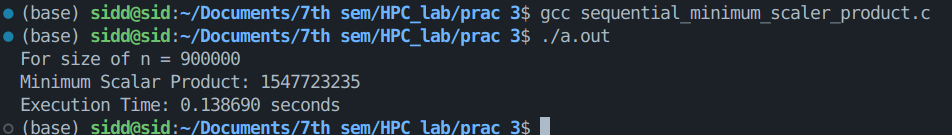 (base) sidd@sid:~/Documents/7th sem/HPC_lab/prac 3$ gcc sequential_minimum_scaler_product.c
(base) sidd@sid:~/Documents/7th sem/HPC_lab/prac 3$ ./a.out
For size of n = 900000
Minimum Scalar Product: 1547723235
Execution Time: 0.138690 seconds
(base) sidd@sid:~/Documents/7th sem/HPC_lab/prac 3$